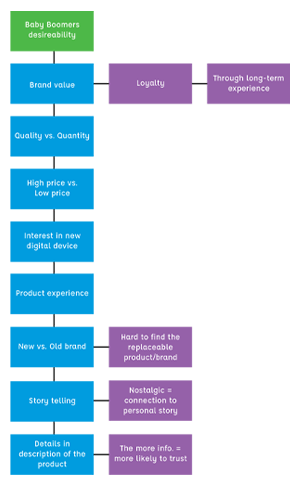 Baby Boomers
desireability
Brand value
Loyalty
Through long-term
experience
Quality vs. Quantity
High price vs.
Low price
Interest in new
digital device
Product experience
New vs. Old brand
Hard to find the
replaceable
product/brand
Story telling
Nostalgic =
connection to
personal story
Details in
description of the
product
The more info. =
more likely to trust